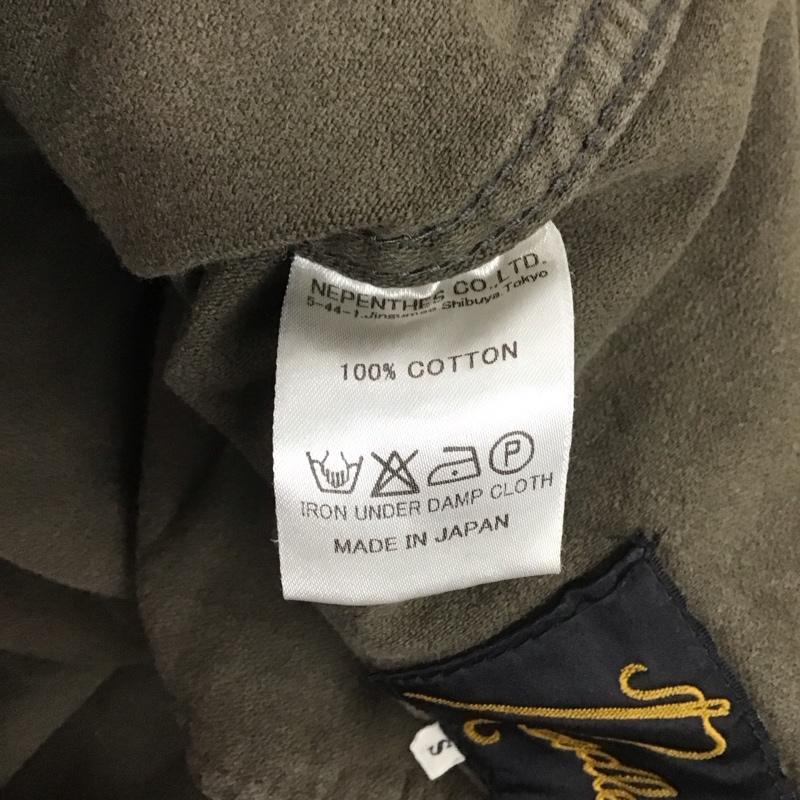 NEPENTHES CO.,LTD.
5-44-1.Jingumae Shibuya Tokyo
100% COTTON
P
IRON UNDER DAMP CLOTH
MADE IN JAPAN
S